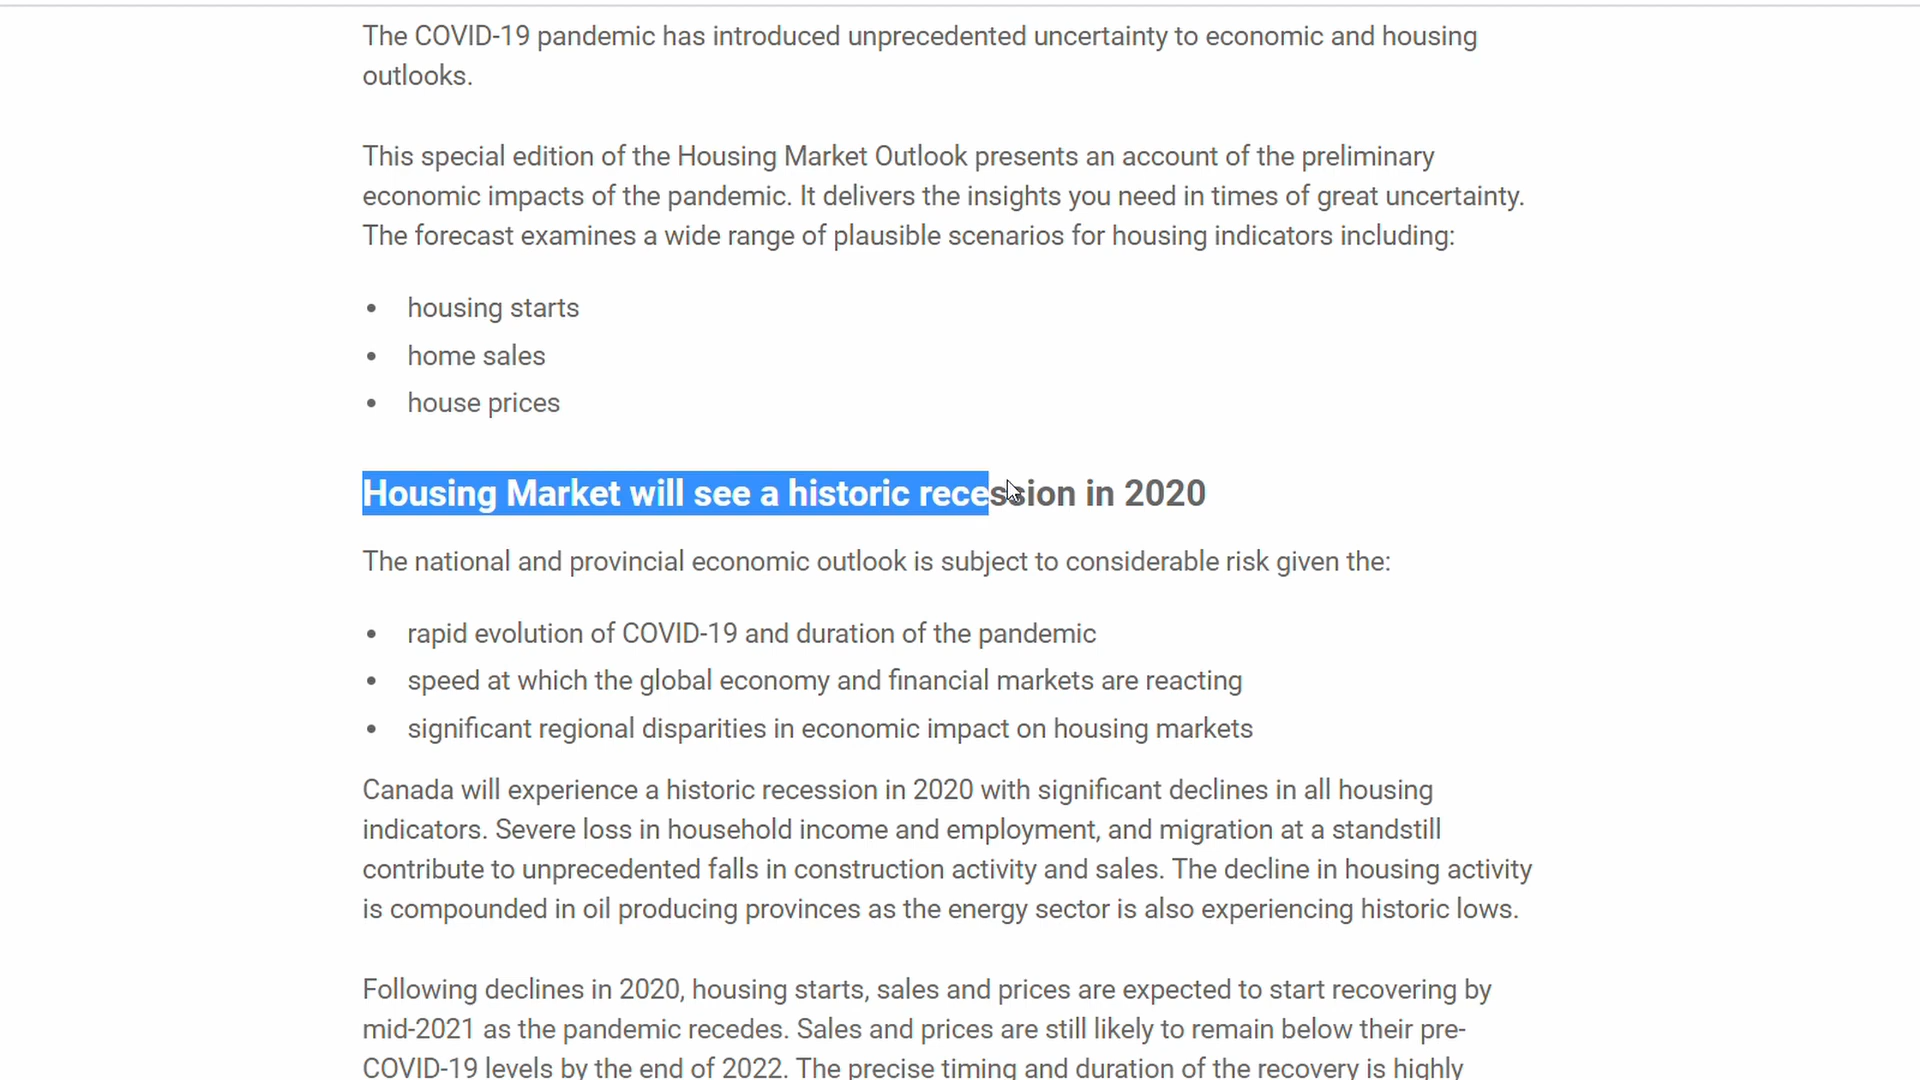 The COVID-19 pandemic has introduced unprecedented uncertainty to economic and housing
outlooks.
This special edition of the Housing Market Outlook presents an account of the preliminary
economic impacts of the pandemic. It delivers the insights you need in times of great uncertainty.
The forecast examines a wide range of plausible scenarios for housing indicators including:
• housing starts
• home sales
• house prices
Housing Market will see a historic recession in 2020
The national and provincial economic outlook is subject to considerable risk given the:
• rapid evolution of COVID-19 and duration of the pandemic
• speed at which the global economy and financial markets are reacting
• significant regional disparities in economic impact on housing markets
Canada will experience a historic recession in 2020 with significant declines in all housing
indicators. Severe loss in household income and employment, and migration at a standstill
contribute to unprecedented falls in construction activity and sales. The decline in housing activity
is compounded in oil producing provinces as the energy sector is also experiencing historic lows.
Following declines in 2020, housing starts, sales and prices are expected to start recovering by
mid-2021 as the pandemic recedes. Sales and prices are still likely to remain below their pre-
COVID-19 levels by the end of 2022. The precise timing and duration of the recovery is highly